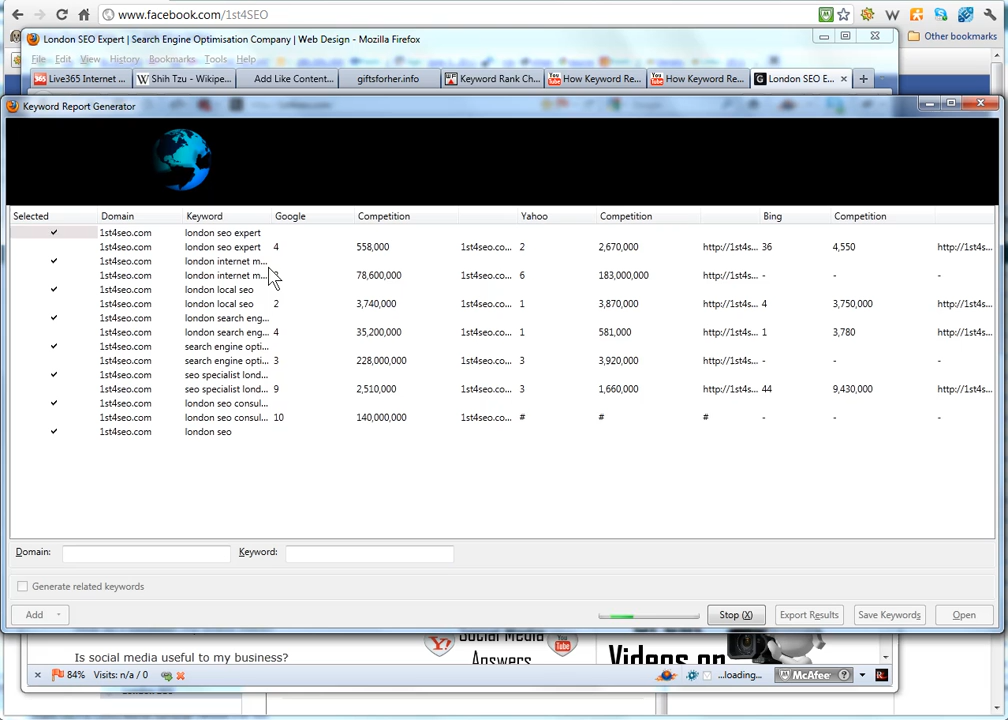 www.facebook.com/1st4SEO
London SEO Expert | Search Engine Optimisation Company | Web Design - Mozilla Firefox
Other bookmarks
File Edit View History Bookmarks Tools Help
Live365 Internet ... Shih Tzu - Wikipe... Add Like Content... giftsforher.info Keyword Rank Ch... How Keyword Re... How Keyword Re... London SEO E...
Keyword Report Generator
Selected Domain Keyword Google Competition Yahoo Competition Bing Competition
1st4seo.com london seo expert
1st4seo.com london seo expert 4 558,000 1st4seo.co... 2 2,670,000 http://1st4s... 36 4,550 http://1st4...
1st4seo.com london internet m...
1st4seo.com london internet m... 78,600,000 1st4seo.co... 6 183,000,000 http://1st4s... - - -
1st4seo.com london local seo
1st4seo.com london local seo 2 3,740,000 1st4seo.co... 1 3,870,000 http://1st4s... 4 3,750,000 http://1st4...
1st4seo.com london search eng...
1st4seo.com london search eng... 4 35,200,000 1st4seo.co... 1 581,000 http://1st4s... 1 3,780 http://1st4...
1st4seo.com search engine opti...
1st4seo.com search engine opti... 3 228,000,000 1st4seo.co... 3 3,920,000 http://1st4s... - - -
1st4seo.com seo specialist lond...
1st4seo.com seo specialist lond... 9 2,510,000 1st4seo.co... 3 1,660,000 http://1st4s... 44 9,430,000 http://1st4...
1st4seo.com london seo consul...
1st4seo.com london seo consul... 10 140,000,000 1st4seo.co... # # # - - -
1st4seo.com london seo
Domain: Keyword:
Generate related keywords
Add Stop (X) Export Results Save Keywords Open
Social Media
Answers
Videos on
Is social media useful to my business?
84% Visits: n/a / 0 ...loading... McAfee